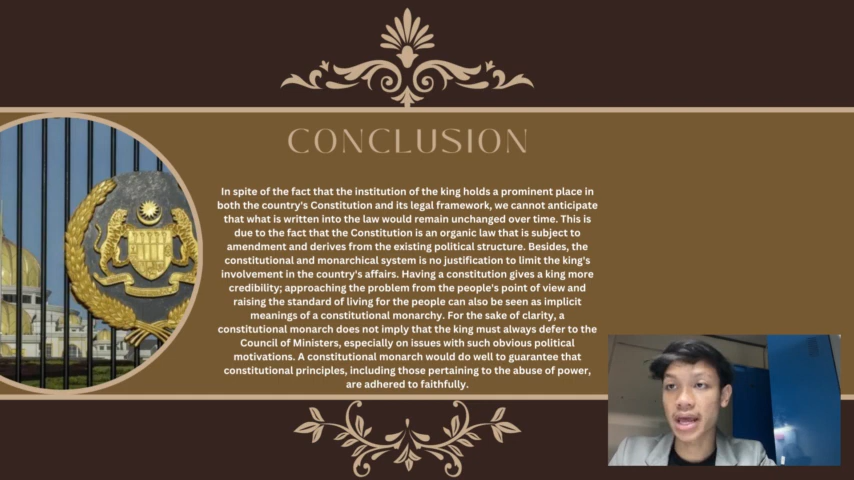 CONCLUSION
In spite of the fact that the institution of the king holds a prominent place in
both the country's Constitution and its legal framework, we cannot anticipate
that what is written into the law would remain unchanged over time. This is
due to the fact that the Constitution is an organic law that is subject to
amendment and derives from the existing political structure. Besides, the
constitutional and monarchical system is no justification to limit the king's
involvement in the country's affairs. Having a constitution gives a king more
credibility; approaching the problem from the people's point of view and
raising the standard of living for the people can also be seen as implicit
meanings of a constitutional monarchy. For the sake of clarity, a
constitutional monarch does not imply that the king must always defer to the
Council of Ministers, especially on issues with such obvious political
motivations. A constitutional monarch would do well to guarantee that
constitutional principles, including those pertaining to the abuse of power,
are adhered to faithfully.